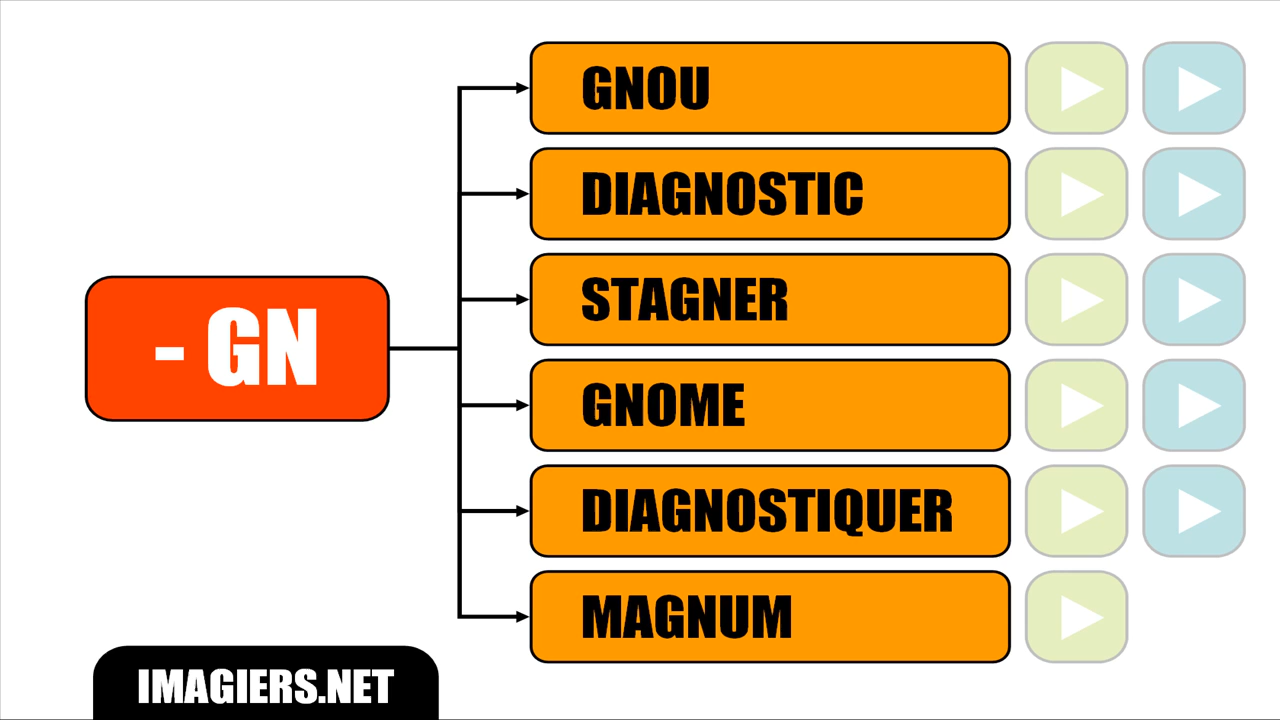 - GN
GNOU
DIAGNOSTIC
STAGNER
GNOME
DIAGNOSTIQUER
MAGNUM
IMAGIERS.NET